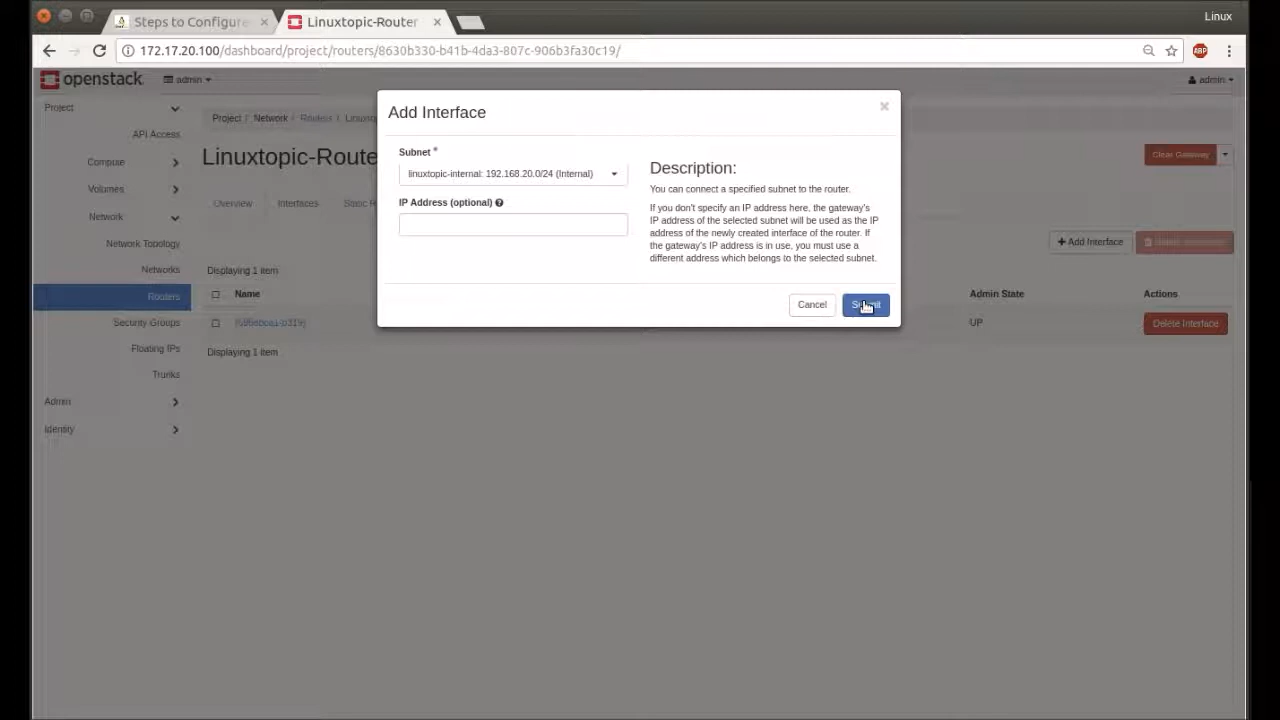 Steps to Configure
Linuxtopic-Router
Linux
172.17.20.100/dashboard/project/routers/8630b330-b41b-4da3-807c-906b3fa30c19/
ABP
openstack.
admin
admin
Project
API Access
Compute
Volumes
Network
Network Topology
Networks
Routers
Security Groups
Floating IPs
Trunks
Admin
Identity
Project / Network / Routers /
Linuxtopic-Route
Clear Gateway
Overview
Interfaces
Static R
+ Add Interface
Displaying 1 item
Name
Admin State
Actions
UP
Delete Interface
Displaying 1 item
Add Interface
×
Subnet *
linuxtopic-internal: 192.168.20.0/24 (Internal)
IP Address (optional)
Description:
You can connect a specified subnet to the router.
If you don't specify an IP address here, the gateway's
IP address of the selected subnet will be used as the IP
address of the newly created interface of the router. If
the gateway's IP address is in use, you must use a
different address which belongs to the selected subnet.
Cancel
Submit